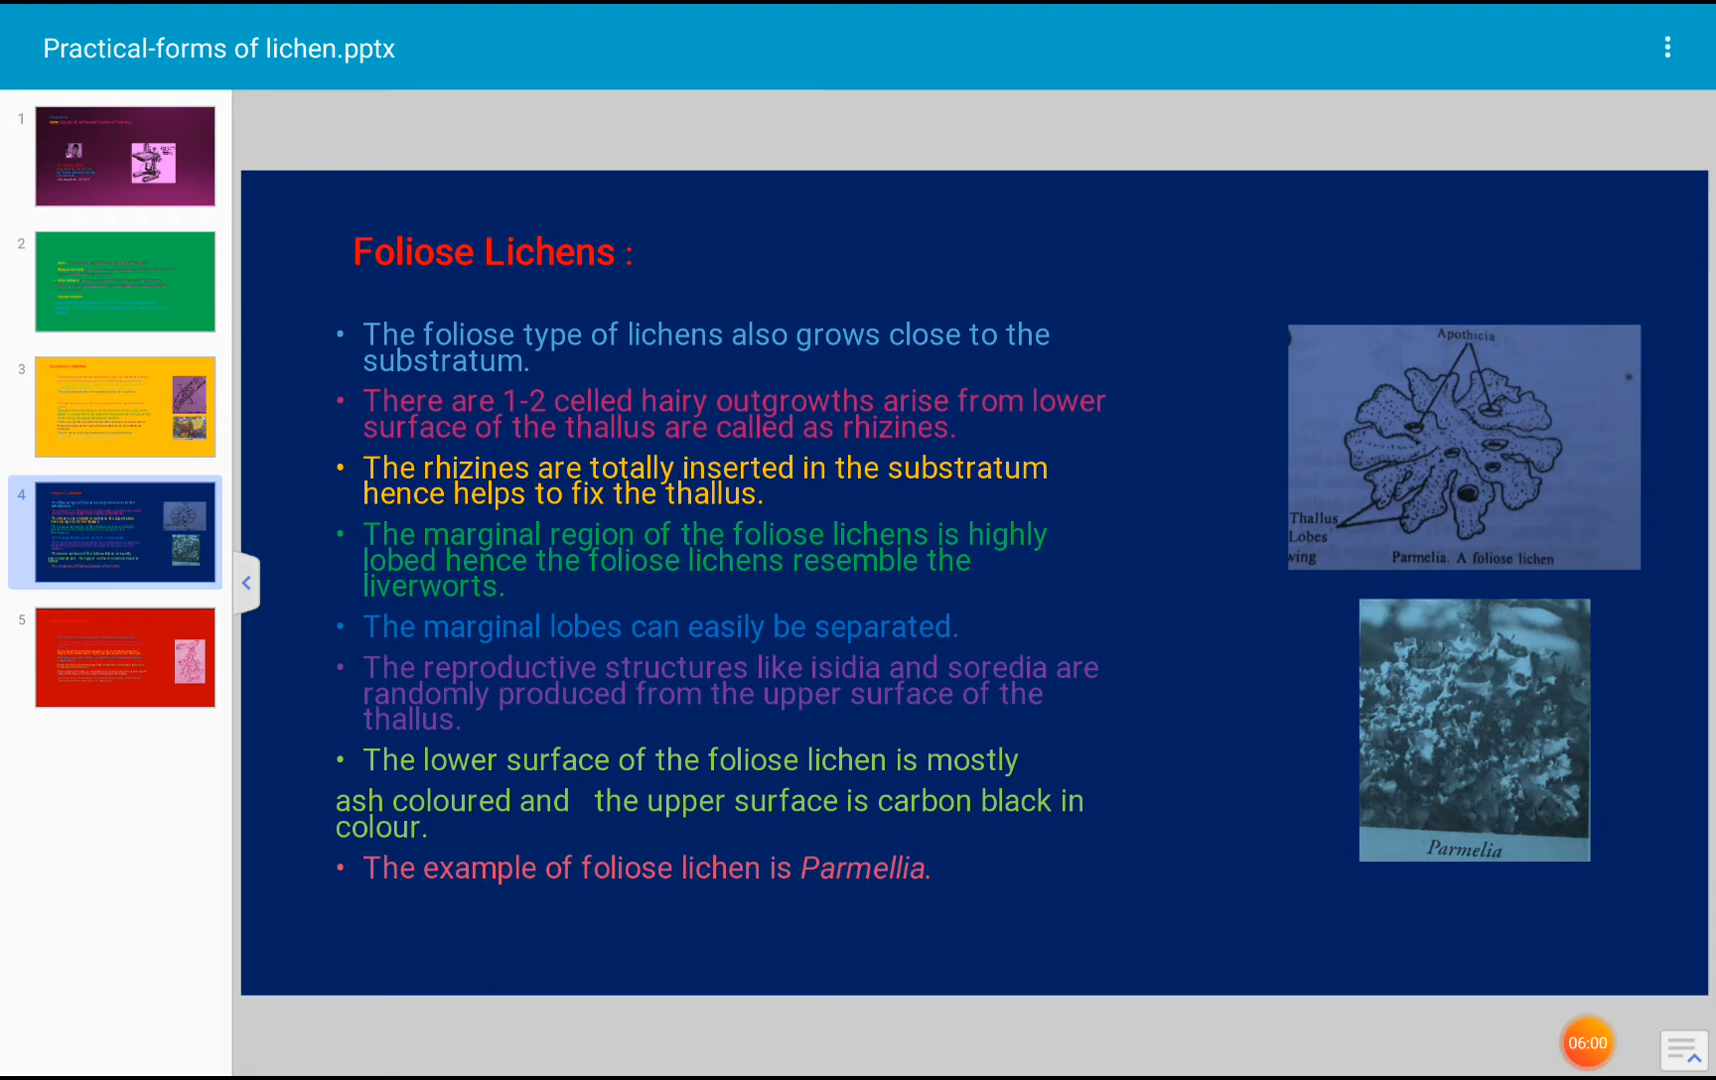 Practical-forms of lichen.pptx
1
2
3
4
5
Foliose Lichens :
• The foliose type of lichens also grows close to the
substratum.
• There are 1-2 celled hairy outgrowths arise from lower
surface of the thallus are called as rhizines.
• The rhizines are totally inserted in the substratum
hence helps to fix the thallus.
• The marginal region of the foliose lichens is highly
lobed hence the foliose lichens resemble the
liverworts.
• The marginal lobes can easily be separated.
• The reproductive structures like isidia and soredia are
randomly produced from the upper surface of the
thallus.
• The lower surface of the foliose lichen is mostly
ash coloured and the upper surface is carbon black in
colour.
• The example of foliose lichen is Parmellia.
Apothicia
Thallus
Lobes
wing
Parmelia. A foliose lichen
Parmelia
06:00